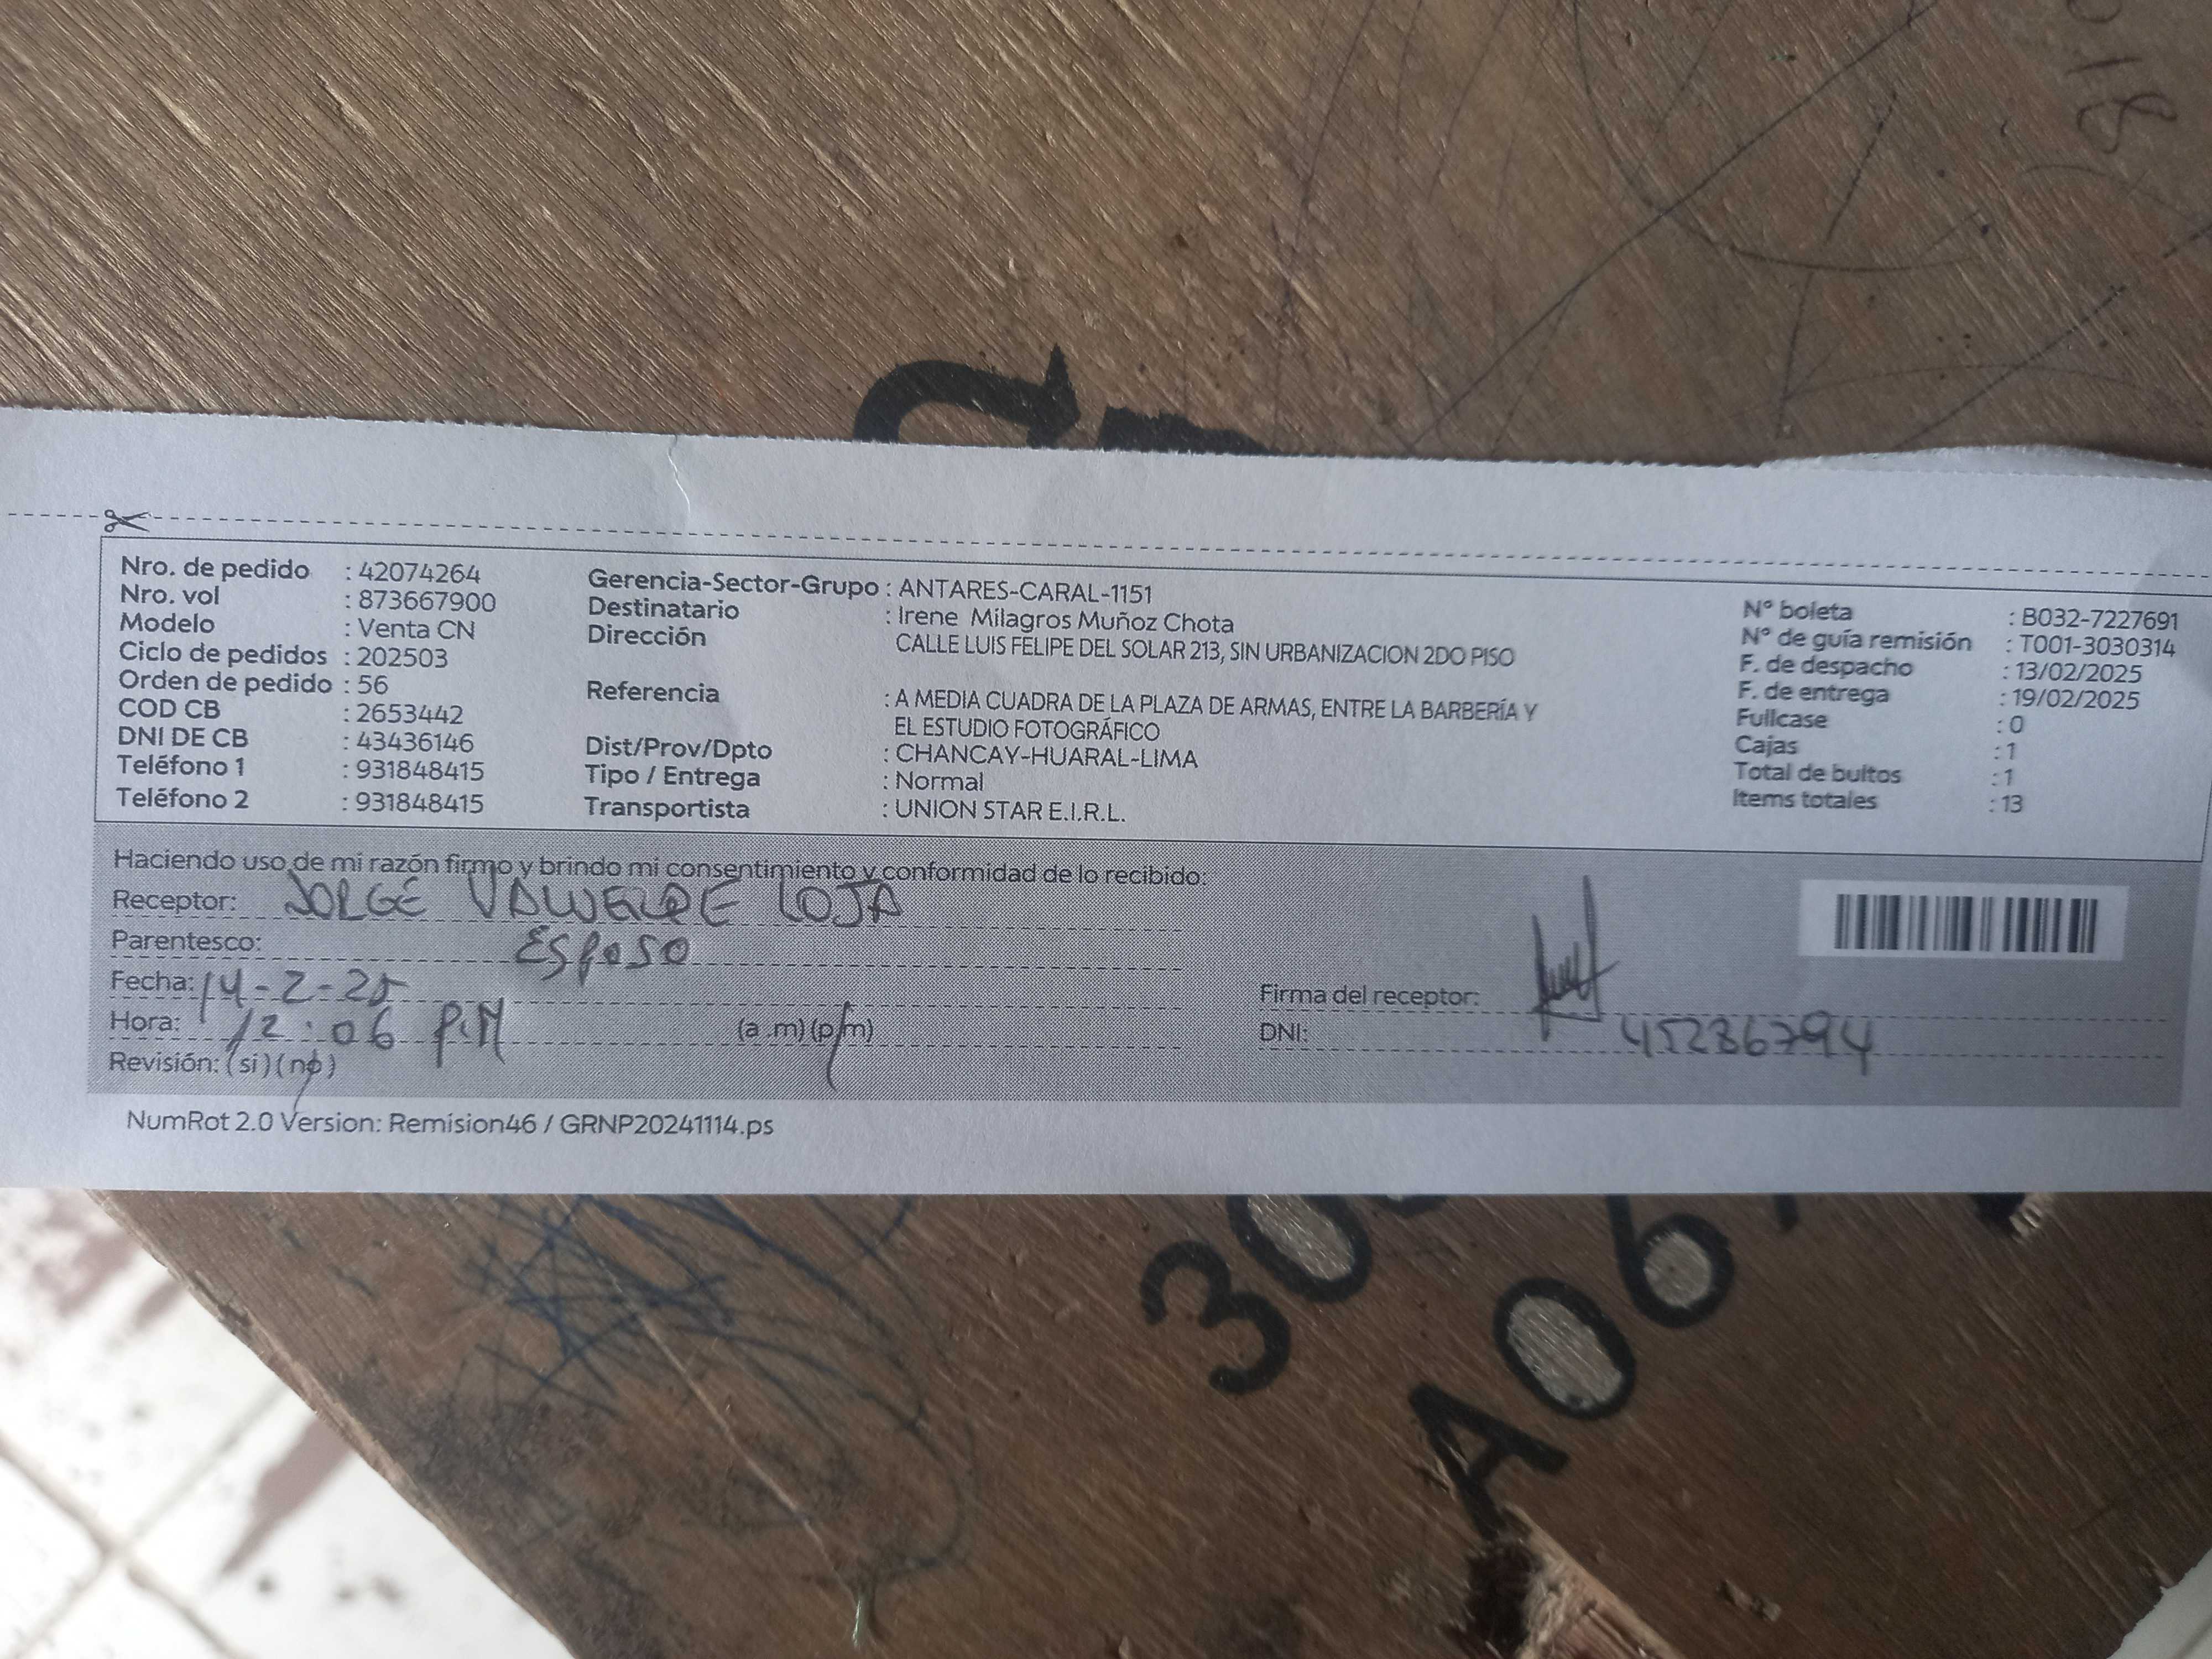 Nro. de pedido : 42074264
Nro. vol : 873667900
Modelo : Venta CN
Ciclo de pedidos : 202503
Orden de pedido : 56
COD CB : 2653442
DNI DE CB : 43436146
Teléfono 1 : 931848415
Teléfono 2 : 931848415
Gerencia-Sector-Grupo : ANTARES-CARAL-1151
Destinatario : Irene Milagros Muñoz Chota
Dirección CALLE LUIS FELIPE DEL SOLAR 213, SIN URBANIZACION 2DO PISO
Referencia : A MEDIA CUADRA DE LA PLAZA DE ARMAS, ENTRE LA BARBERÍA Y
EL ESTUDIO FOTOGRÁFICO
Dist/Prov/Dpto : CHANCAY-HUARAL-LIMA
Tipo / Entrega : Normal
Transportista : UNION STAR E.I.R.L.
N° boleta : B032-7227691
N° de guía remisión : T001-3030314
F. de despacho : 13/02/2025
F. de entrega : 19/02/2025
Fullcase : 0
Cajas : 1
Total de bultos : 1
Items totales : 13
Haciendo uso de mi razón firmo y brindo mi consentimiento y conformidad de lo recibido.
Receptor: JORGE VALVERDE LOJA
Parentesco: Esposo
Fecha: 14-2-25
Hora: 12:06 P.M (a .m) (p/m)
Revisión: (si) (no)
Firma del receptor:
DNI: 45286794
NumRot 2.0 Version: Remision46 / GRNP20241114.ps
30
A067
018